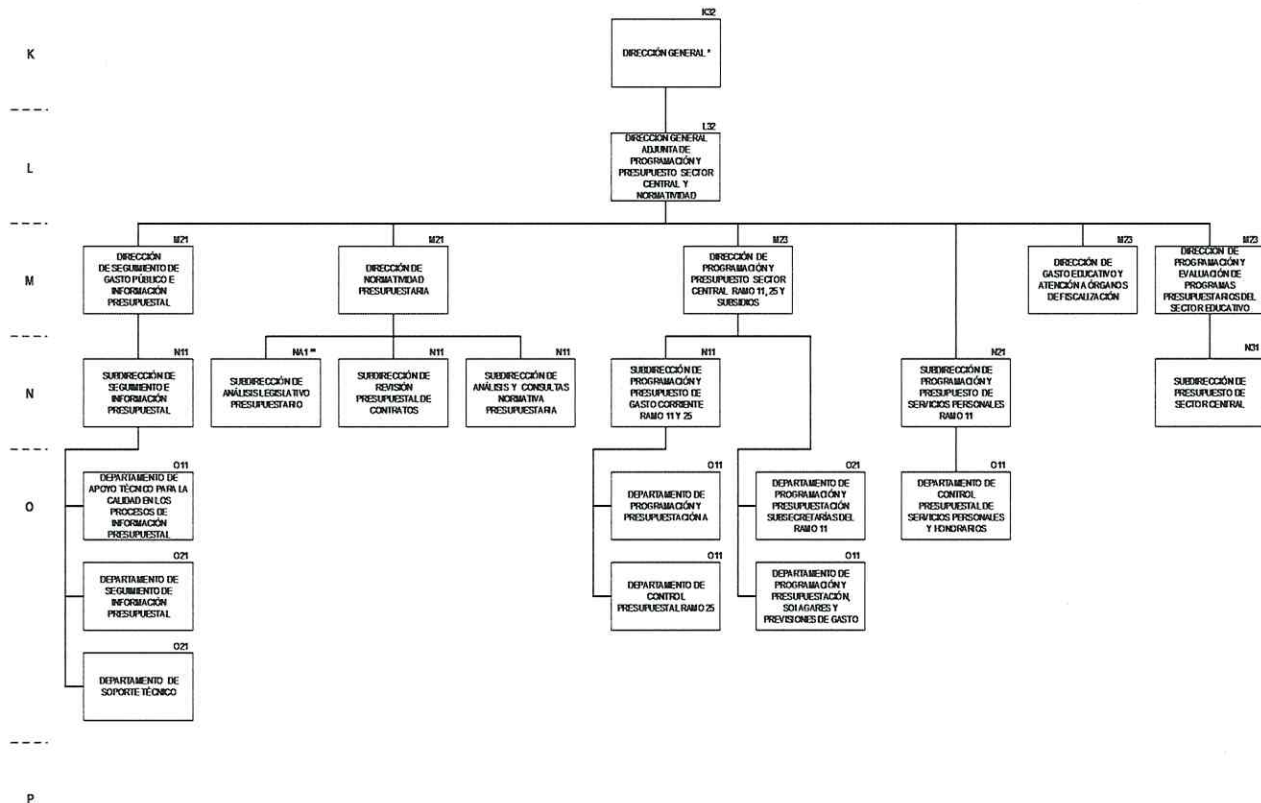 K32
K
DIRECCIÓN GENERAL *
L32
L
DIRECCIÓN GENERAL
ADJUNTA DE
PROGRAMACIÓN Y
PRESUPUESTO SECTOR
CENTRAL Y
NORMATIVIDAD
M
M21
DIRECCIÓN
DE SEGUIMIENTO DE
GASTO PÚBLICO E
INFORMACIÓN
PRESUPUESTAL
M21
DIRECCIÓN DE
NORMATIVIDAD
PRESUPUESTARIA
M23
DIRECCIÓN DE
PROGRAMACIÓN Y
PRESUPUESTO SECTOR
CENTRAL RAMO 11, 25 Y
SUBSIDIOS
M23
DIRECCIÓN DE
GASTO EDUCATIVO Y
ATENCIÓN A ÓRGANOS
DE FISCALIZACIÓN
M23
DIRECCIÓN DE
PROGRAMACIÓN Y
EVALUACIÓN DE
PROGRAMAS
PRESUPUESTARIOS DEL
SECTOR EDUCATIVO
N
N11
SUBDIRECCIÓN DE
SEGUIMIENTO E
INFORMACIÓN
PRESUPUESTAL
NA1 **
SUBDIRECCIÓN DE
ANÁLISIS LEGISLATIVO
PRESUPUESTARIO
N11
SUBDIRECCIÓN DE
REVISIÓN
PRESUPUESTAL DE
CONTRATOS
N11
SUBDIRECCIÓN DE
ANÁLISIS Y CONSULTAS
NORMATIVA
PRESUPUESTARIA
N11
SUBDIRECCIÓN DE
PROGRAMACIÓN Y
PRESUPUESTO DE
GASTO CORRIENTE
RAMO 11 Y 25
N21
SUBDIRECCIÓN DE
PROGRAMACIÓN Y
PRESUPUESTO DE
SERVICIOS PERSONALES
RAMO 11
N31
SUBDIRECCIÓN DE
PRESUPUESTO DE
SECTOR CENTRAL
O
O11
DEPARTAMENTO DE
APOYO TÉCNICO PARA LA
CALIDAD EN LOS
PROCESOS DE
INFORMACIÓN
PRESUPUESTAL
O11
DEPARTAMENTO DE
PROGRAMACIÓN Y
PRESUPUESTACIÓN A
O21
DEPARTAMENTO DE
PROGRAMACIÓN Y
PRESUPUESTACIÓN
SUBSECRETARÍAS DEL
RAMO 11
O11
DEPARTAMENTO DE
CONTROL
PRESUPUESTAL DE
SERVICIOS PERSONALES
Y HONORARIOS
O21
DEPARTAMENTO DE
SEGUIMIENTO DE
INFORMACIÓN
PRESUPUESTAL
O11
DEPARTAMENTO DE
CONTROL
PRESUPUESTAL RAMO 25
O11
DEPARTAMENTO DE
PROGRAMACIÓN Y
PRESUPUESTACIÓN,
Y
PREVISIONES DE GASTO
O21
DEPARTAMENTO DE
SOPORTE TÉCNICO
P